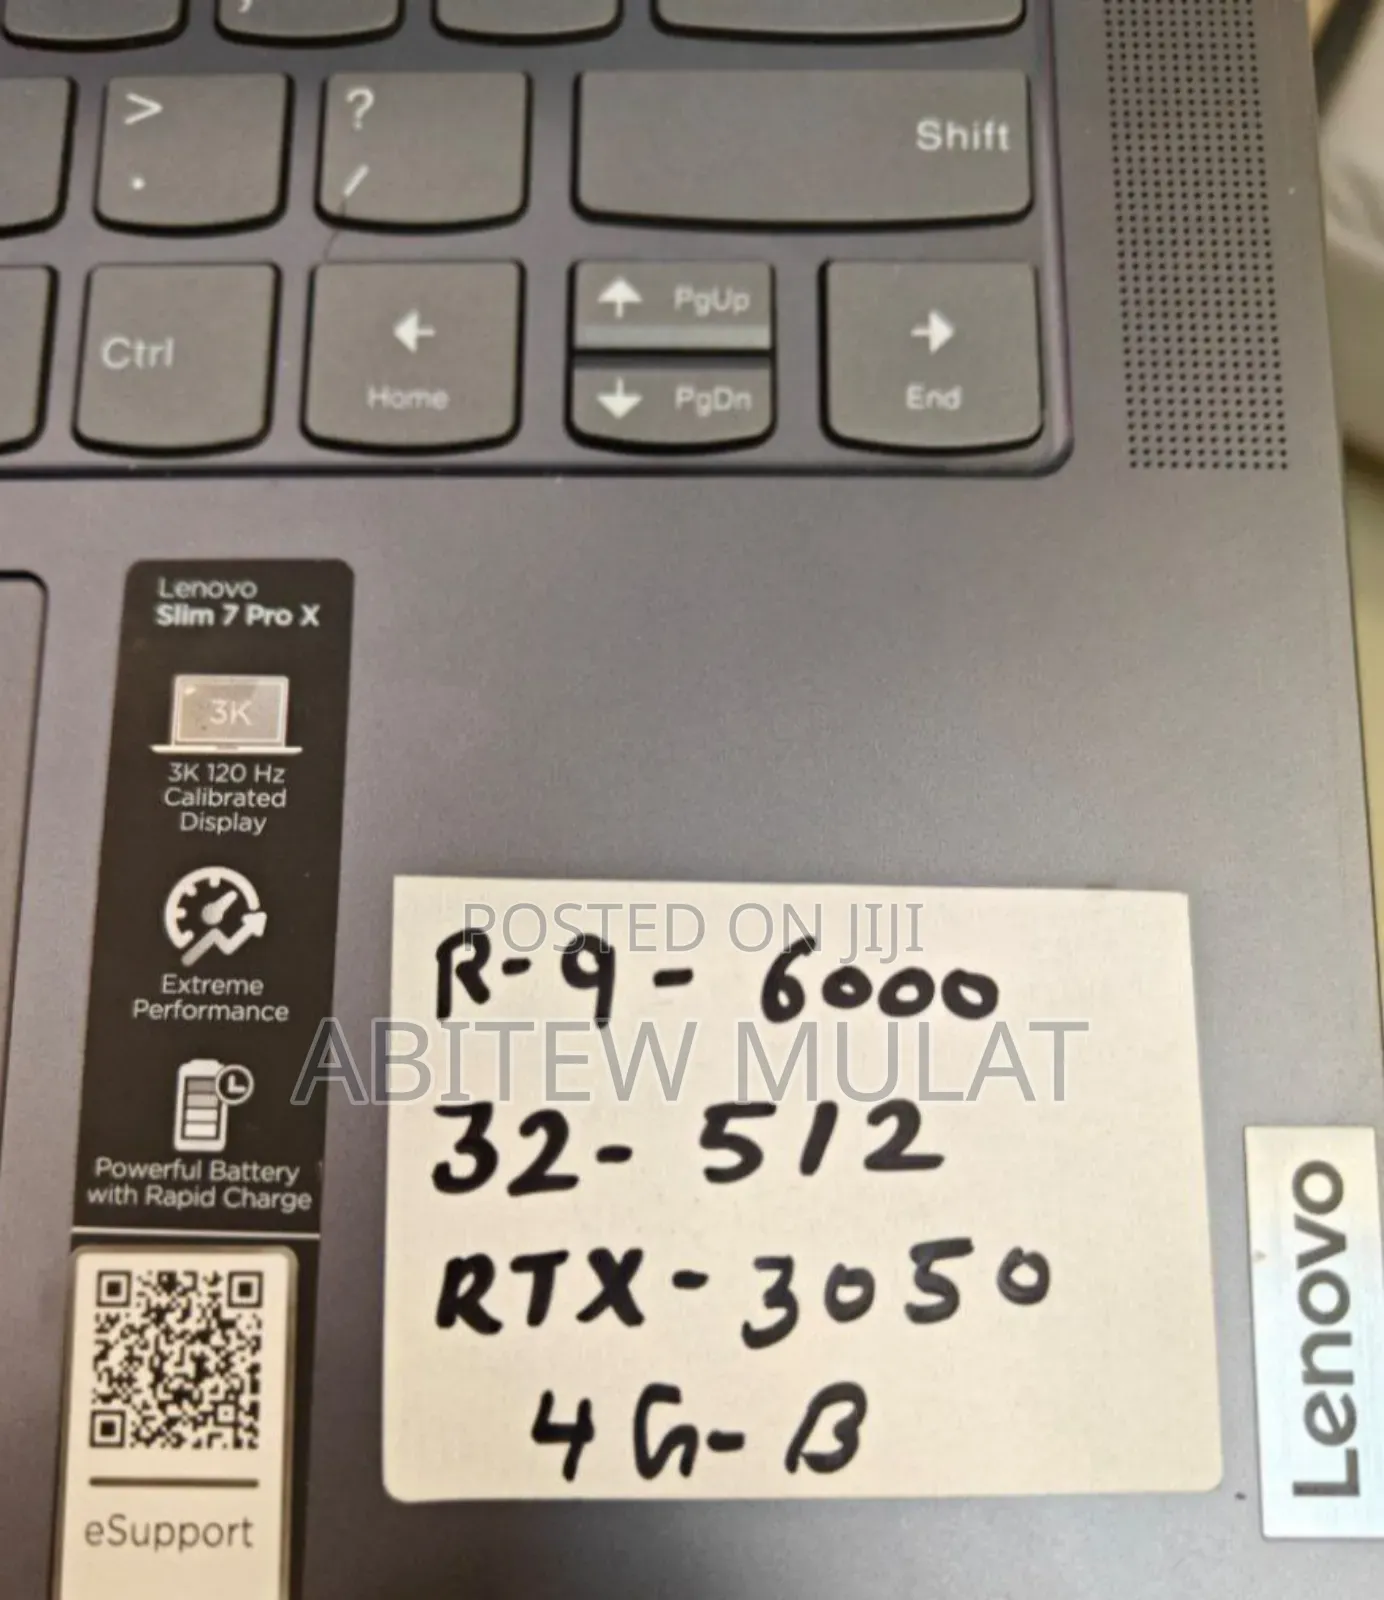 >
.
?
/
Shift
Ctrl
Home
PgUp
PgDn
End
Lenovo
Slim 7 Pro X
3K
3K 120 Hz
Calibrated
Display
Extreme
Performance
Powerful Battery
with Rapid Charge
eSupport
POSTED ON JIJI
ABITEW MULAT
R-9-6000
32-512
RTX-3050
4G-B
Lenovo